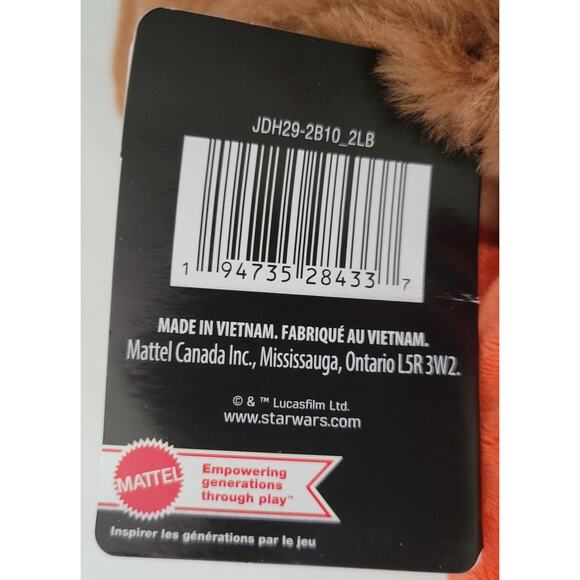 JDH29-2B10_2LB
1 94735 28433 7
MADE IN VIETNAM. FABRIQUÉ AU VIETNAM.
Mattel Canada Inc., Mississauga, Ontario L5R 3W2.
© & ™ Lucasfilm Ltd.
www.starwars.com
MATTEL
Empowering
generations
through play™
Inspirer les générations par le jeu